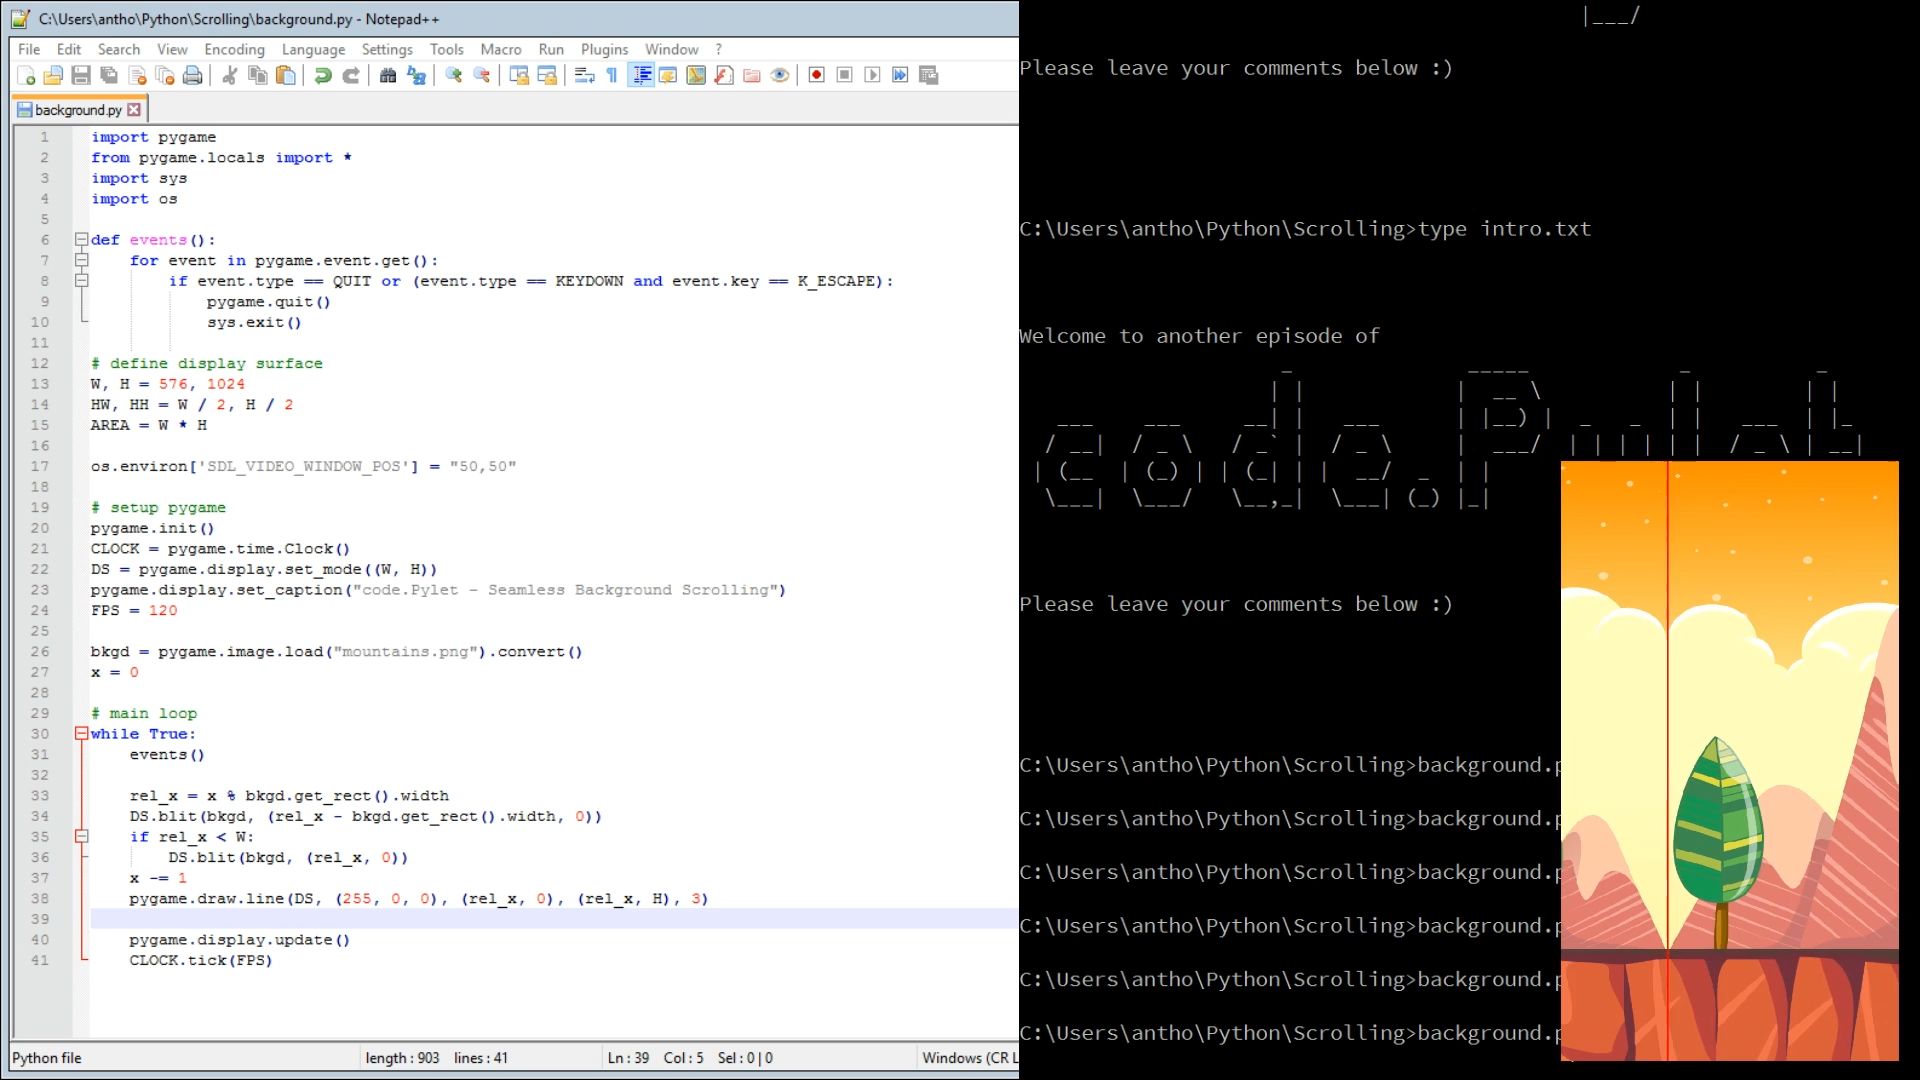 C:\Users\antho\Python\Scrolling\background.py - Notepad++
File Edit Search View Encoding Language Settings Tools Macro Run Plugins Window ?
background.py
1 import pygame
2 from pygame.locals import *
3 import sys
4 import os
5
6 def events():
7 for event in pygame.event.get():
8 if event.type == QUIT or (event.type == KEYDOWN and event.key == K_ESCAPE):
9 pygame.quit()
10 sys.exit()
11
12 # define display surface
13 W, H = 576, 1024
14 HW, HH = W / 2, H / 2
15 AREA = W * H
16
17 os.environ['SDL_VIDEO_WINDOW_POS'] = "50,50"
18
19 # setup pygame
20 pygame.init()
21 CLOCK = pygame.time.Clock()
22 DS = pygame.display.set_mode((W, H))
23 pygame.display.set_caption("code.Pylet - Seamless Background Scrolling")
24 FPS = 120
25
26 bkgd = pygame.image.load("mountains.png").convert()
27 x = 0
28
29 # main loop
30 while True:
31 events()
32
33 rel_x = x % bkgd.get_rect().width
34 DS.blit(bkgd, (rel_x - bkgd.get_rect().width, 0))
35 if rel_x < W:
36 DS.blit(bkgd, (rel_x, 0))
37 x -= 1
38 pygame.draw.line(DS, (255, 0, 0), (rel_x, 0), (rel_x, H), 3)
39
40 pygame.display.update()
41 CLOCK.tick(FPS)
Python file length : 903 lines : 41 Ln : 39 Col : 5 Sel : 0 | 0 Windows (CR L
|___/
Please leave your comments below :)
C:\Users\antho\Python\Scrolling>type intro.txt
Welcome to another episode of
code.P
Please leave your comments below :)
C:\Users\antho\Python\Scrolling>background.p
C:\Users\antho\Python\Scrolling>background.p
C:\Users\antho\Python\Scrolling>background.p
C:\Users\antho\Python\Scrolling>background.p
C:\Users\antho\Python\Scrolling>background.p
C:\Users\antho\Python\Scrolling>background.p